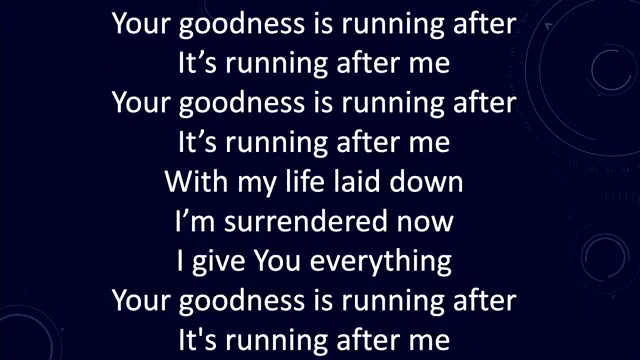 Your goodness is running after
It’s running after me
Your goodness is running after
It’s running after me
With my life laid down
I’m surrendered now
I give You everything
Your goodness is running after
It's running after me